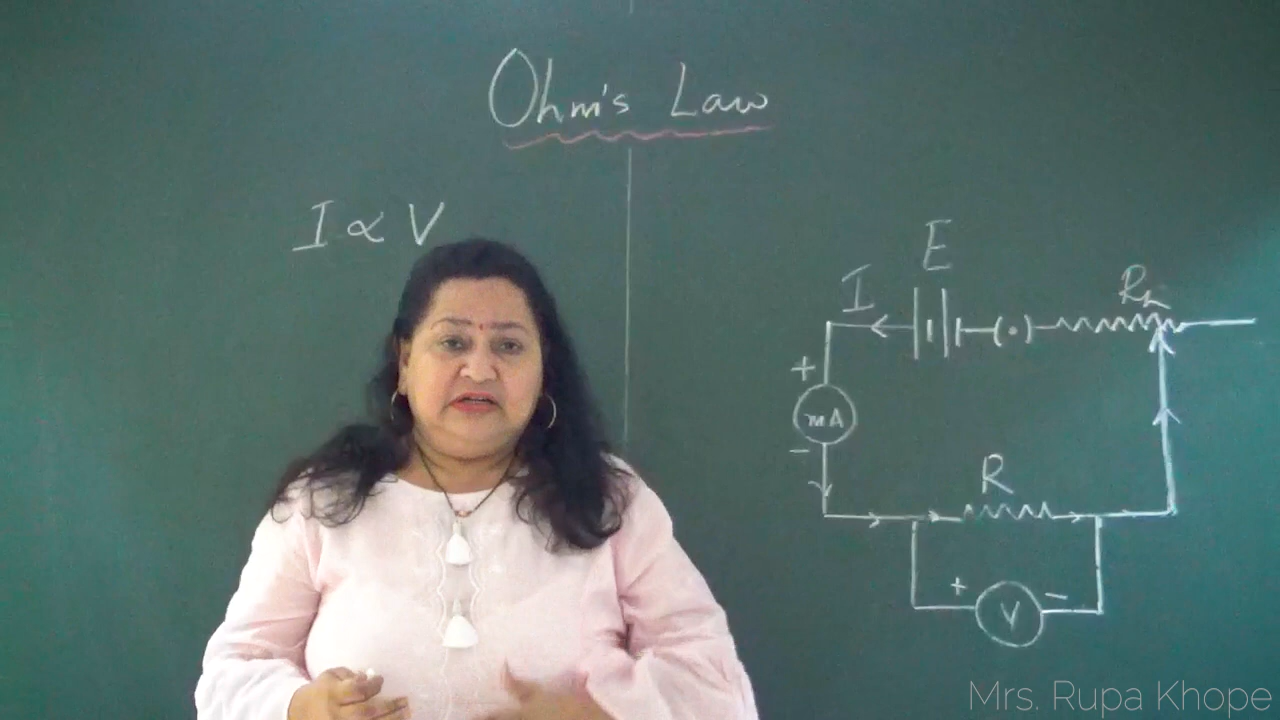 Ohm's Law
I ∝ V
E
I
Rh
+
mA
-
R
+ V -
Mrs. Rupa Khope